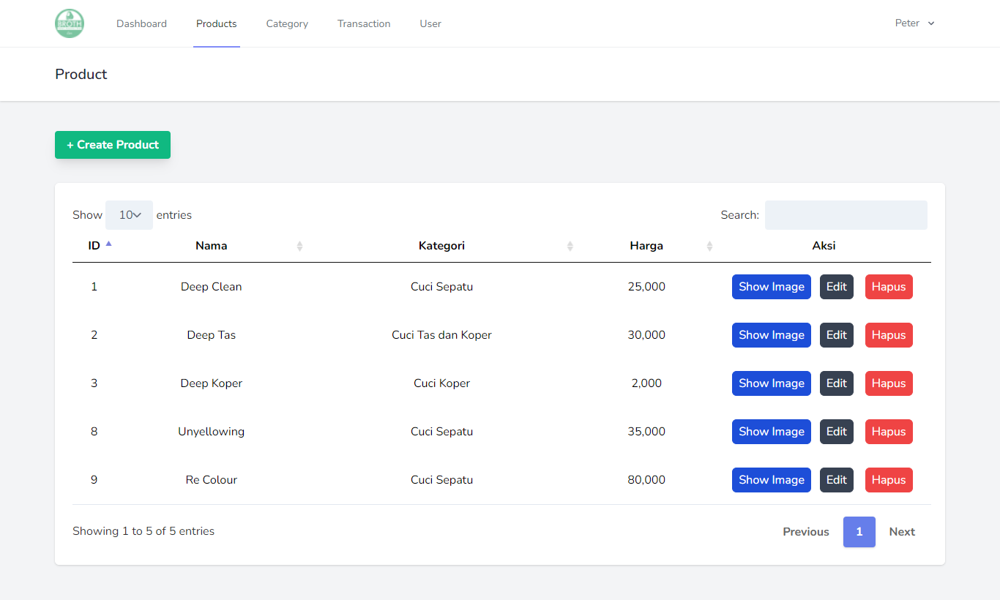 BROTH
Dashboard Products Category Transaction User Peter
Product
+ Create Product
Show 10 entries Search:
ID Nama Kategori Harga Aksi
1 Deep Clean Cuci Sepatu 25,000 Show Image Edit Hapus
2 Deep Tas Cuci Tas dan Koper 30,000 Show Image Edit Hapus
3 Deep Koper Cuci Koper 2,000 Show Image Edit Hapus
8 Unyellowing Cuci Sepatu 35,000 Show Image Edit Hapus
9 Re Colour Cuci Sepatu 80,000 Show Image Edit Hapus
Showing 1 to 5 of 5 entries Previous 1 Next